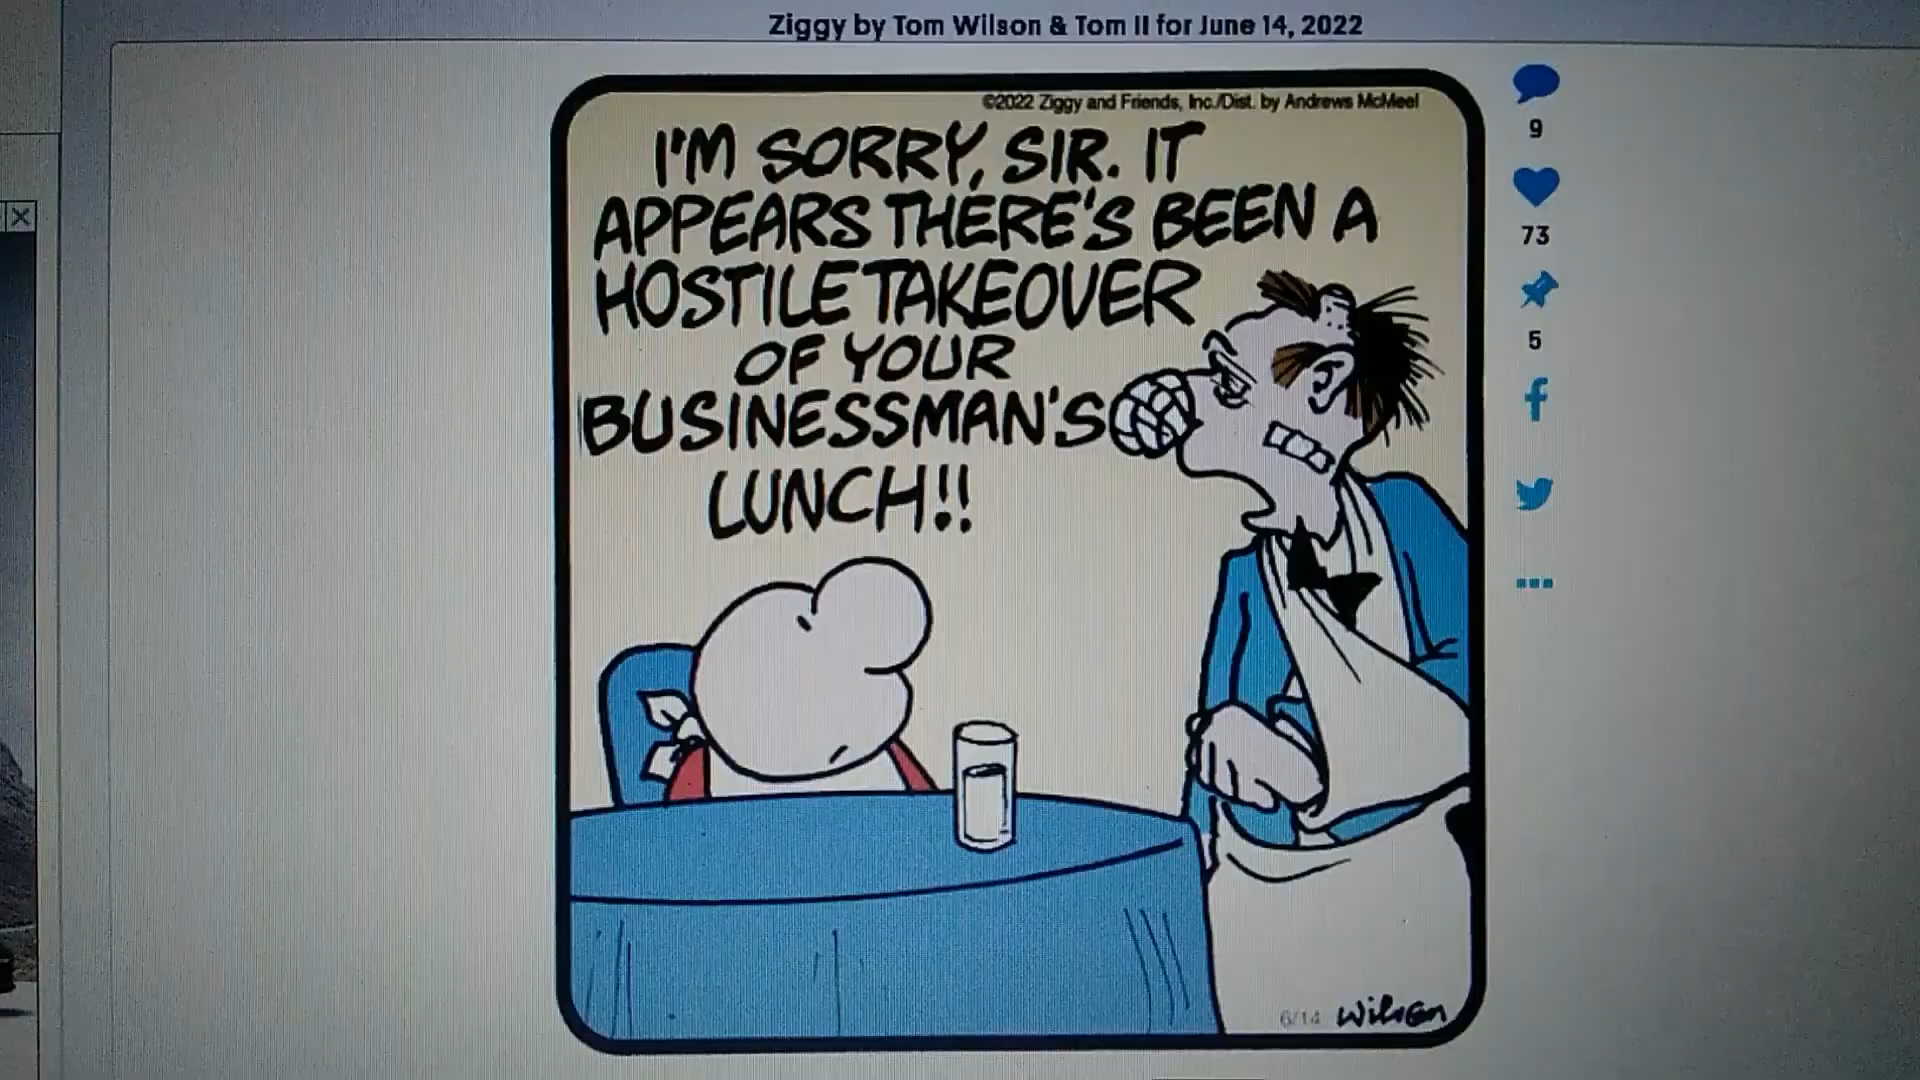 Ziggy by Tom Wilson & Tom II for June 14, 2022
©2022 Ziggy and Friends, Inc./Dist. by Andrews McMeel
I'M SORRY, SIR. IT
APPEARS THERE'S BEEN A
HOSTILE TAKEOVER
OF YOUR
BUSINESSMAN'S
LUNCH!!
9
73
5
6/14 Wilson